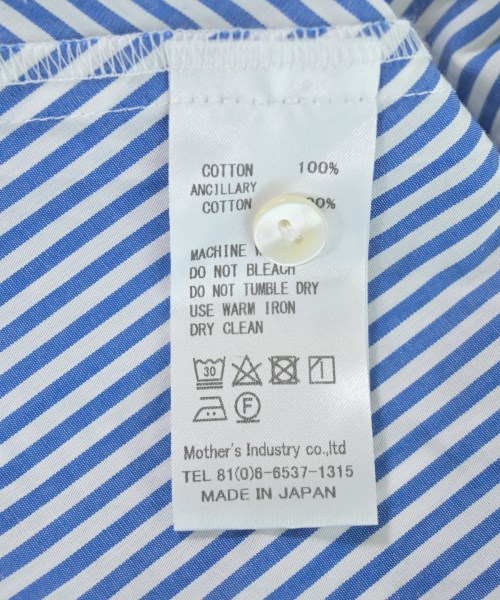 COTTON 100%
ANCILLARY
COTTON 00%
MACHINE W
DO NOT BLEACH
DO NOT TUMBLE DRY
USE WARM IRON
DRY CLEAN
30
F
Mother's Industry co.,ltd
TEL 81(0)6-6537-1315
MADE IN JAPAN